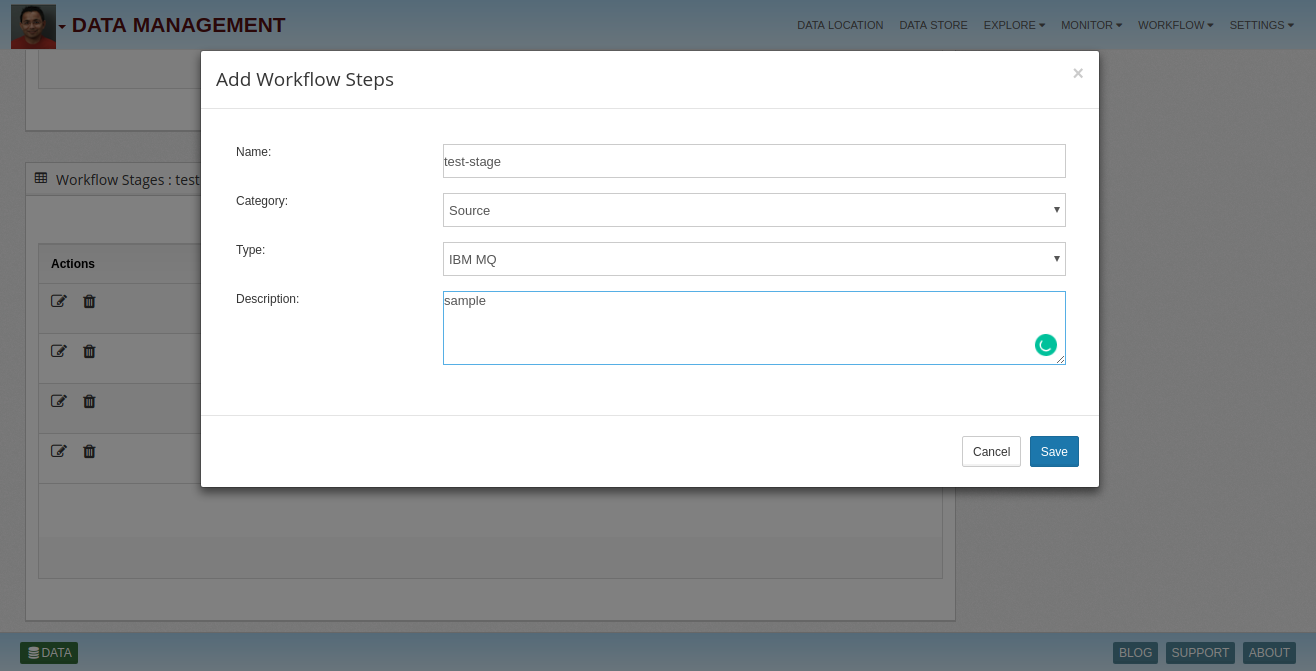 DATA MANAGEMENT
DATA LOCATION DATA STORE EXPLORE MONITOR WORKFLOW SETTINGS
Add Workflow Steps
×
Name:
test-stage
Category:
Source
Type:
IBM MQ
Description:
sample
Cancel Save
Workflow Stages : test
Actions
DATA
BLOG SUPPORT ABOUT